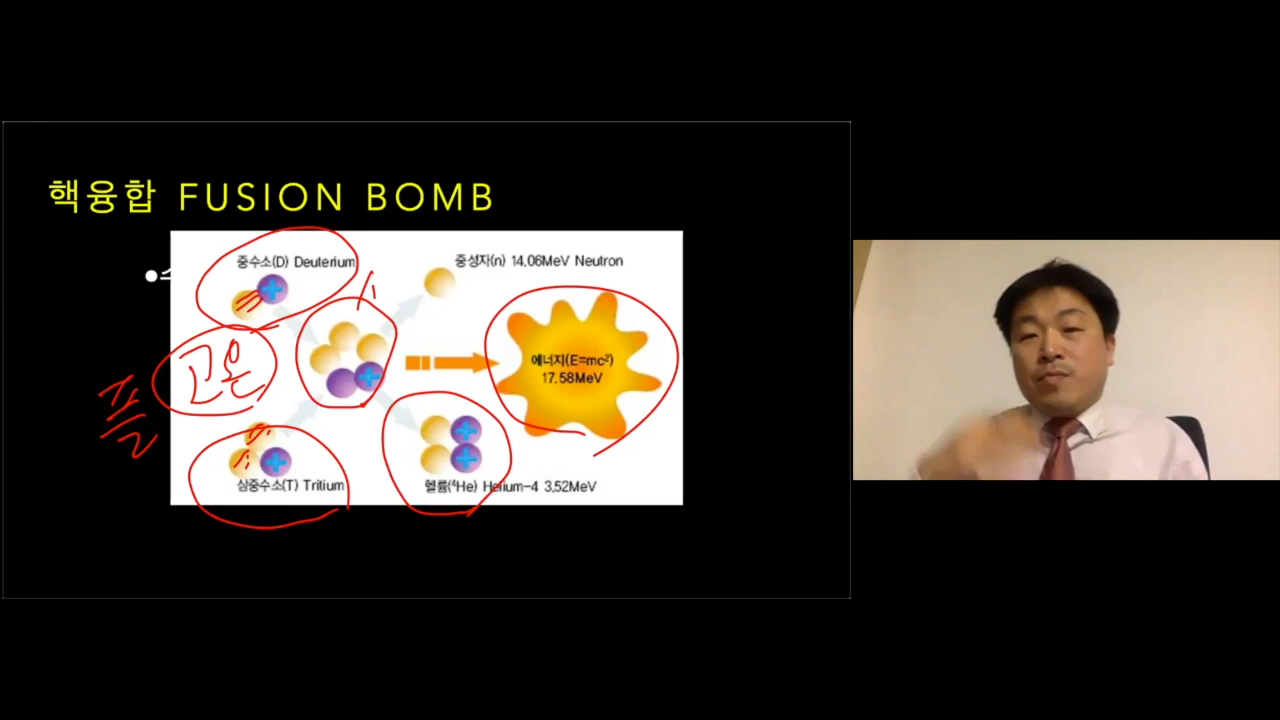 핵융합 FUSION BOMB
중수소(D) Deuterium
중성자(n) 14.06MeV Neutron
고온
플
에너지(E=mc²)
17.58MeV
삼중수소(T) Tritium
헬륨(⁴He) Helium-4 3.52MeV